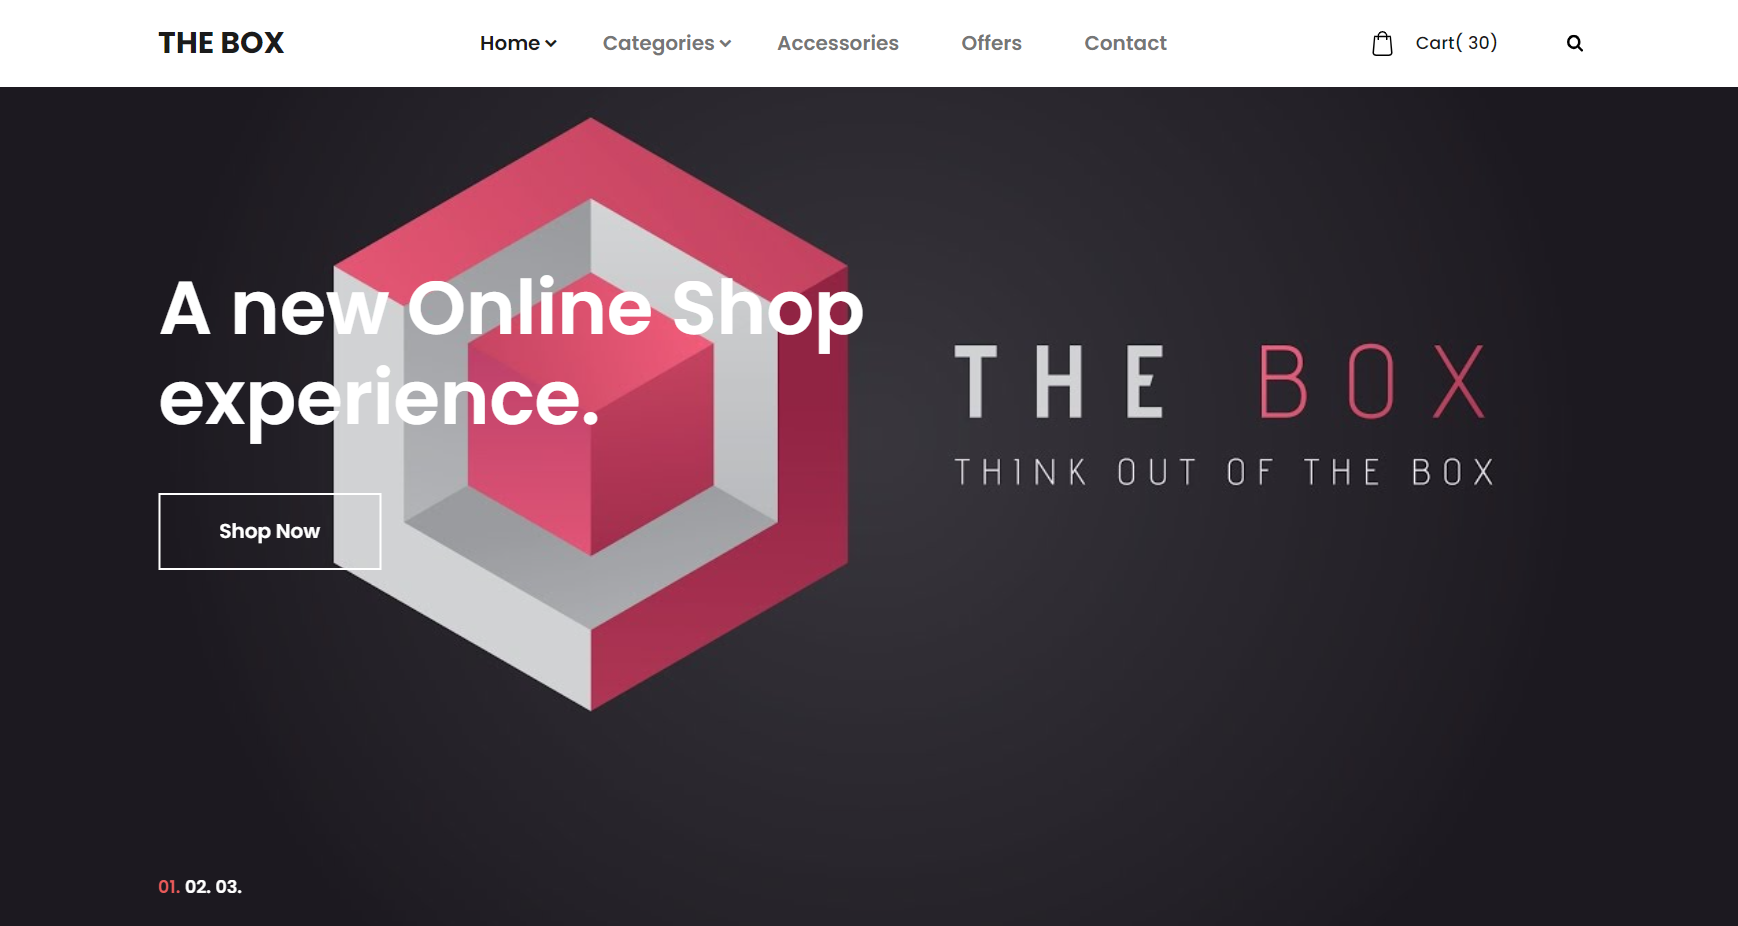 THE BOX
Home Categories Accessories Offers Contact Cart( 30)
A new Online Shop
experience.
THE BOX
TH1NK OUT OF THE BOX
Shop Now
01. 02. 03.